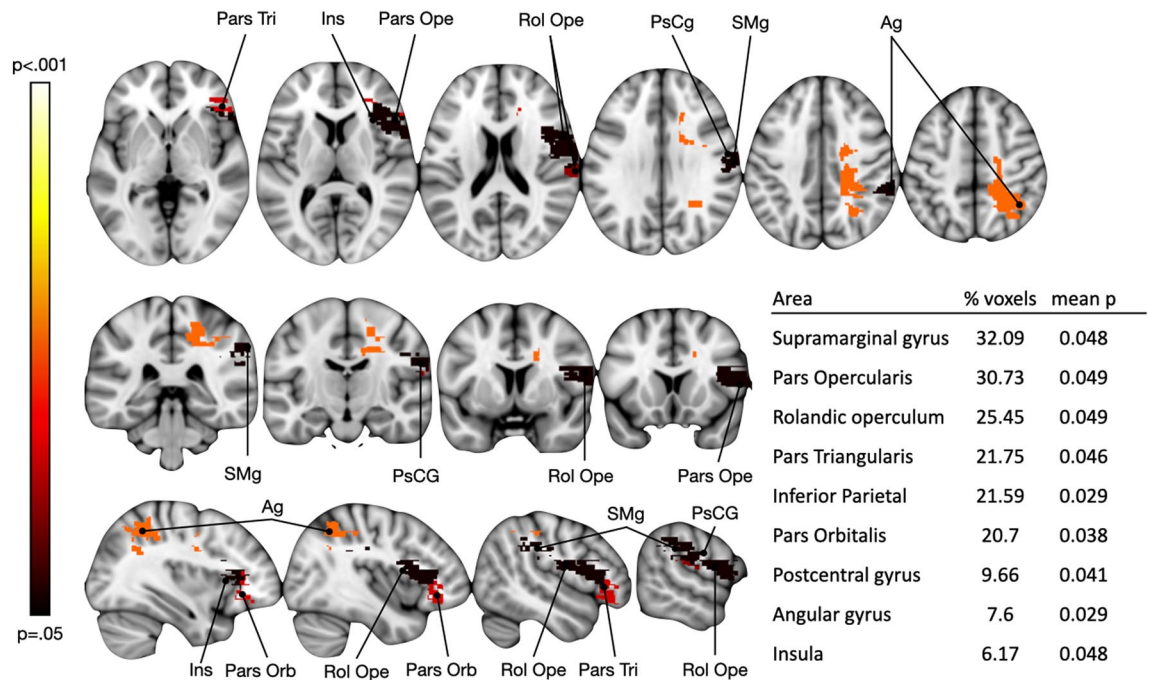 Pars Tri Ins Pars Ope Rol Ope PsCg SMg Ag
p<.001
p=.05
SMg PsCG Rol Ope Pars Ope
Ag SMg PsCG
Ins Pars Orb Rol Ope Pars Orb Rol Ope Pars Tri Rol Ope
Area % voxels mean p
Supramarginal gyrus 32.09 0.048
Pars Opercularis 30.73 0.049
Rolandic operculum 25.45 0.049
Pars Triangularis 21.75 0.046
Inferior Parietal 21.59 0.029
Pars Orbitalis 20.7 0.038
Postcentral gyrus 9.66 0.041
Angular gyrus 7.6 0.029
Insula 6.17 0.048